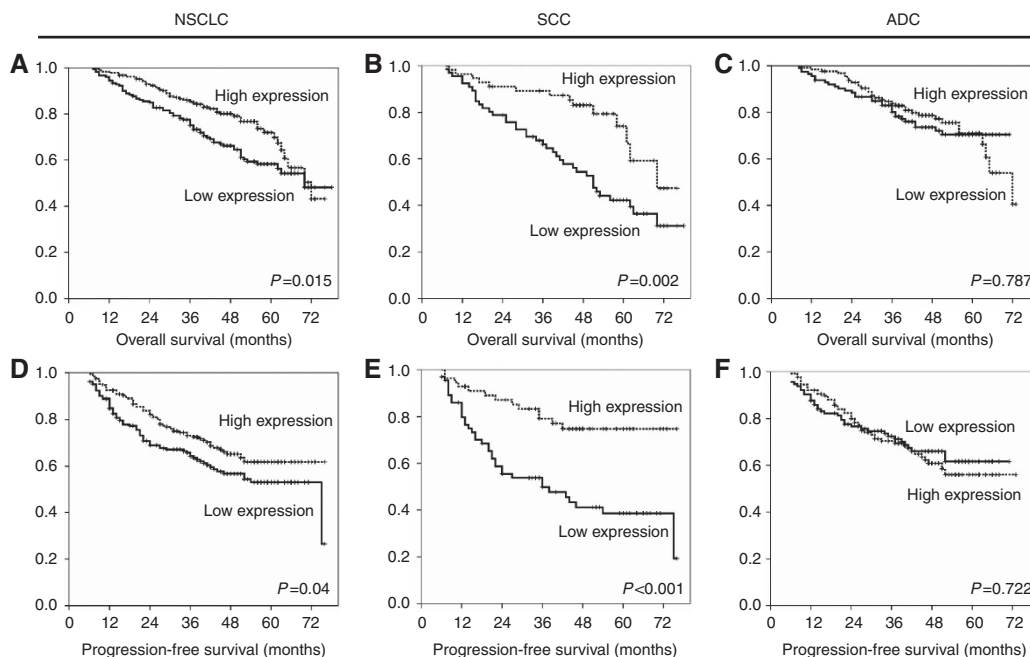 NSCLC SCC ADC
A B C
1.0 1.0 1.0
High expression High expression High expression
0.8 0.8 0.8
0.6 0.6 0.6
Low expression
0.4 0.4 0.4
Low expression Low expression
0.2 0.2 0.2
P=0.015 P=0.002 P=0.787
0.0 0.0 0.0
0 12 24 36 48 60 72 0 12 24 36 48 60 72 0 12 24 36 48 60 72
Overall survival (months) Overall survival (months) Overall survival (months)
D E F
1.0 1.0 1.0
High expression High expression
0.8 0.8 0.8
Low expression
0.6 0.6 0.6
Low expression High expression
0.4 0.4 0.4
Low expression
0.2 0.2 0.2
P=0.04 P<0.001 P=0.722
0.0 0.0 0.0
0 12 24 36 48 60 72 0 12 24 36 48 60 72 0 12 24 36 48 60 72
Progression-free survival (months) Progression-free survival (months) Progression-free survival (months)